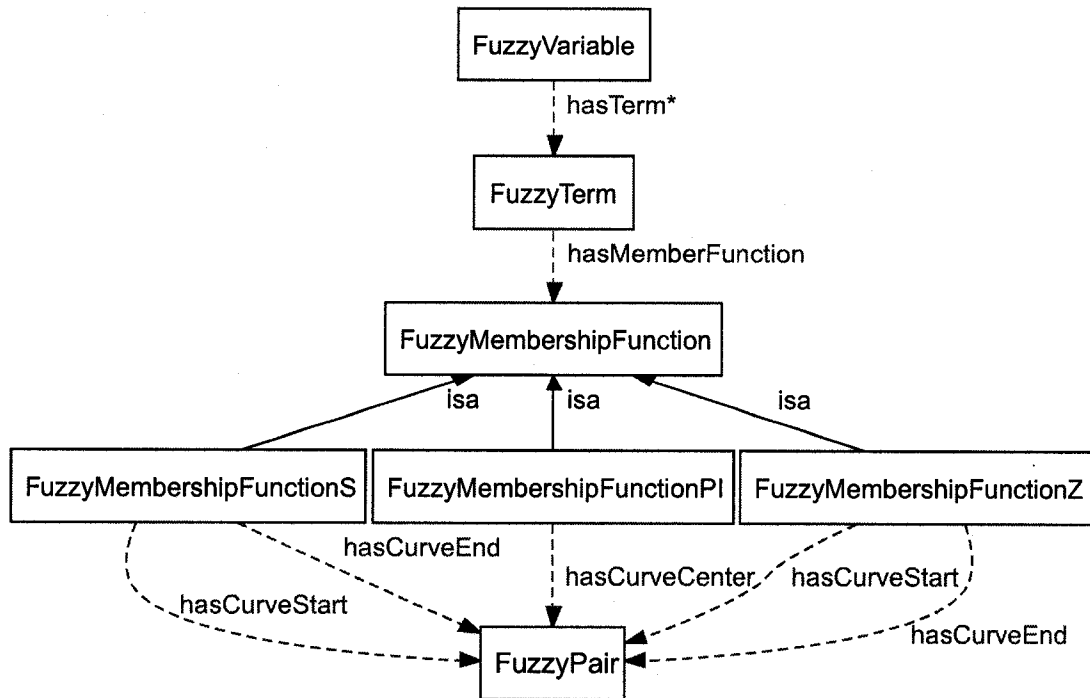 FuzzyVariable
hasTerm*
FuzzyTerm
hasMemberFunction
FuzzyMembershipFunction
isa
isa
isa
FuzzyMembershipFunctionS
FuzzyMembershipFunctionPI
FuzzyMembershipFunctionZ
hasCurveEnd
hasCurveCenter
hasCurveStart
hasCurveStart
hasCurveEnd
FuzzyPair